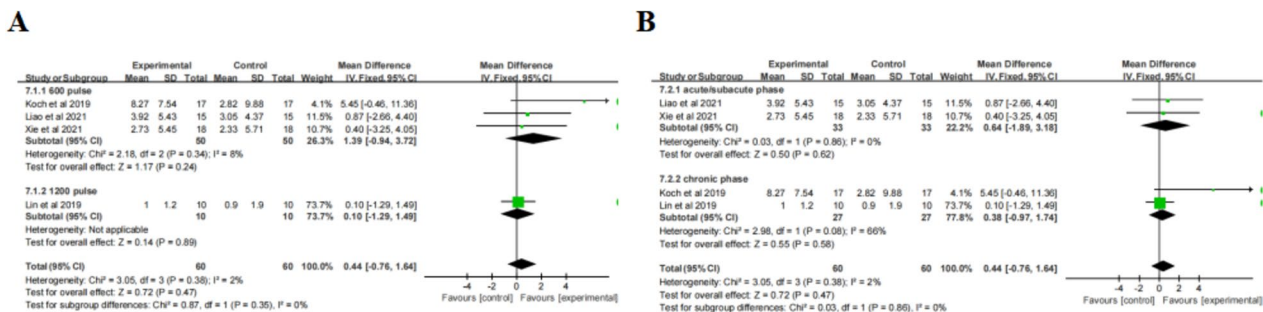 A
Experimental Control Mean Difference Mean Difference
Study or Subgroup Mean SD Total Mean SD Total Weight IV. Fixed. 95% CI IV. Fixed. 95% CI
7.1.1 600 pulse
Koch et al 2019 8.27 7.54 17 2.82 9.88 17 4.1% 5.45 [-0.46, 11.36]
Liao et al 2021 3.92 5.43 15 3.05 4.37 15 11.5% 0.87 [-2.66, 4.40]
Xie et al 2021 2.73 5.45 18 2.33 5.71 18 10.7% 0.40 [-3.25, 4.05]
Subtotal (95% CI) 50 50 26.3% 1.39 [-0.94, 3.72]
Heterogeneity: Chi² = 2.18, df = 2 (P = 0.34); I² = 8%
Test for overall effect: Z = 1.17 (P = 0.24)
7.1.2 1200 pulse
Lin et al 2019 1 1.2 10 0.9 1.9 10 73.7% 0.10 [-1.29, 1.49]
Subtotal (95% CI) 10 10 73.7% 0.10 [-1.29, 1.49]
Heterogeneity: Not applicable
Test for overall effect: Z = 0.14 (P = 0.89)
Total (95% CI) 60 60 100.0% 0.44 [-0.76, 1.64]
Heterogeneity: Chi² = 3.05, df = 3 (P = 0.38); I² = 2%
Test for overall effect: Z = 0.72 (P = 0.47)
Test for subgroup differences: Chi² = 0.87, df = 1 (P = 0.35), I² = 0%
-4 -2 0 2 4
Favours [control] Favours [experimental]
B
Experimental Control Mean Difference Mean Difference
Study or Subgroup Mean SD Total Mean SD Total Weight IV. Fixed. 95% CI IV. Fixed. 95% CI
7.2.1 acute/subacute phase
Liao et al 2021 3.92 5.43 15 3.05 4.37 15 11.5% 0.87 [-2.66, 4.40]
Xie et al 2021 2.73 5.45 18 2.33 5.71 18 10.7% 0.40 [-3.25, 4.05]
Subtotal (95% CI) 33 33 22.2% 0.64 [-1.89, 3.18]
Heterogeneity: Chi² = 0.03, df = 1 (P = 0.86); I² = 0%
Test for overall effect: Z = 0.50 (P = 0.62)
7.2.2 chronic phase
Koch et al 2019 8.27 7.54 17 2.82 9.88 17 4.1% 5.45 [-0.46, 11.36]
Lin et al 2019 1 1.2 10 0.9 1.9 10 73.7% 0.10 [-1.29, 1.49]
Subtotal (95% CI) 27 27 77.8% 0.38 [-0.97, 1.74]
Heterogeneity: Chi² = 2.98, df = 1 (P = 0.08); I² = 66%
Test for overall effect: Z = 0.55 (P = 0.58)
Total (95% CI) 60 60 100.0% 0.44 [-0.76, 1.64]
Heterogeneity: Chi² = 3.05, df = 3 (P = 0.38); I² = 2%
Test for overall effect: Z = 0.72 (P = 0.47)
Test for subgroup differences: Chi² = 0.03, df = 1 (P = 0.86), I² = 0%
-4 -2 0 2 4
Favours [control] Favours [experimental]